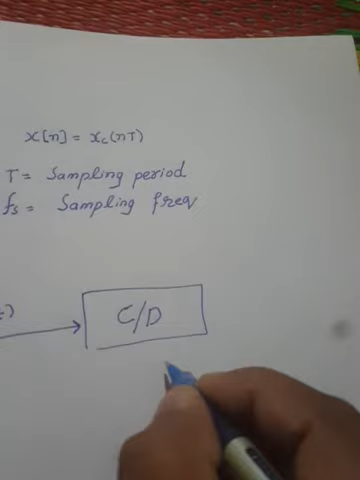 x[n] = xc(nT)
T = Sampling period
fs = Sampling freq
C/D